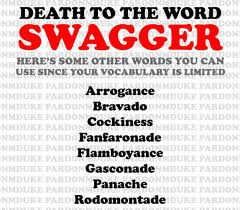 DEATH TO THE WORD
SWAGGER
HERE'S SOME OTHER WORDS YOU CAN
USE SINCE YOUR VOCABULARY IS LIMITED
Arrogance
Bravado
Cockiness
Fanfaronade
Flamboyance
Gasconade
Panache
Rodomontade